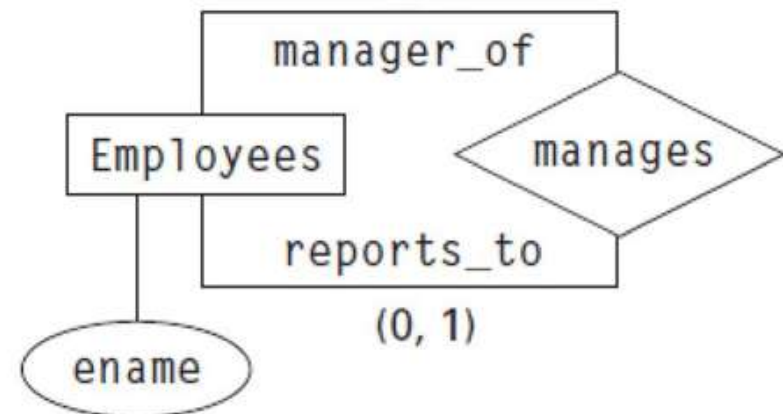 manager_of
Employees
manages
reports_to
(0, 1)
ename